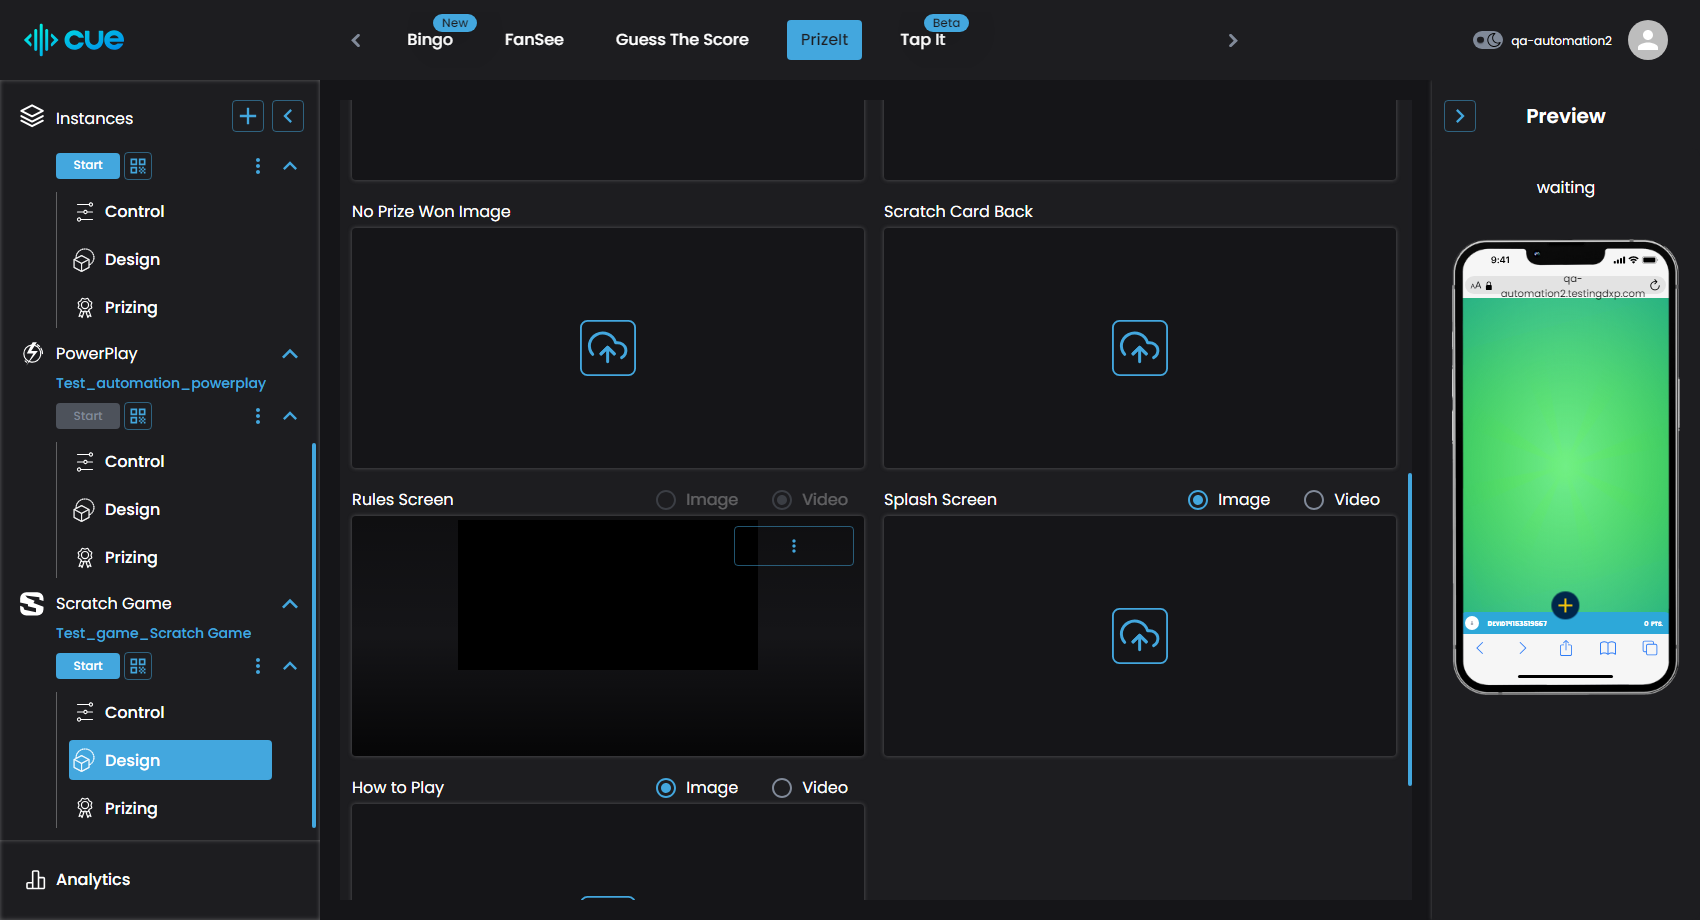 cue
Bingo
New
FanSee
Guess The Score
PrizeIt
Tap It
Beta
qa-automation2
Instances
Start
Control
Design
Prizing
PowerPlay
Test_automation_powerplay
Start
Control
Design
Prizing
Scratch Game
Test_game_Scratch Game
Start
Control
Design
Prizing
Analytics
No Prize Won Image
Scratch Card Back
Rules Screen
Image
Video
Splash Screen
Image
Video
How to Play
Image
Video
Preview
waiting
9:41
AA
qa-
automation2.testingdxp.com
0 PTS.